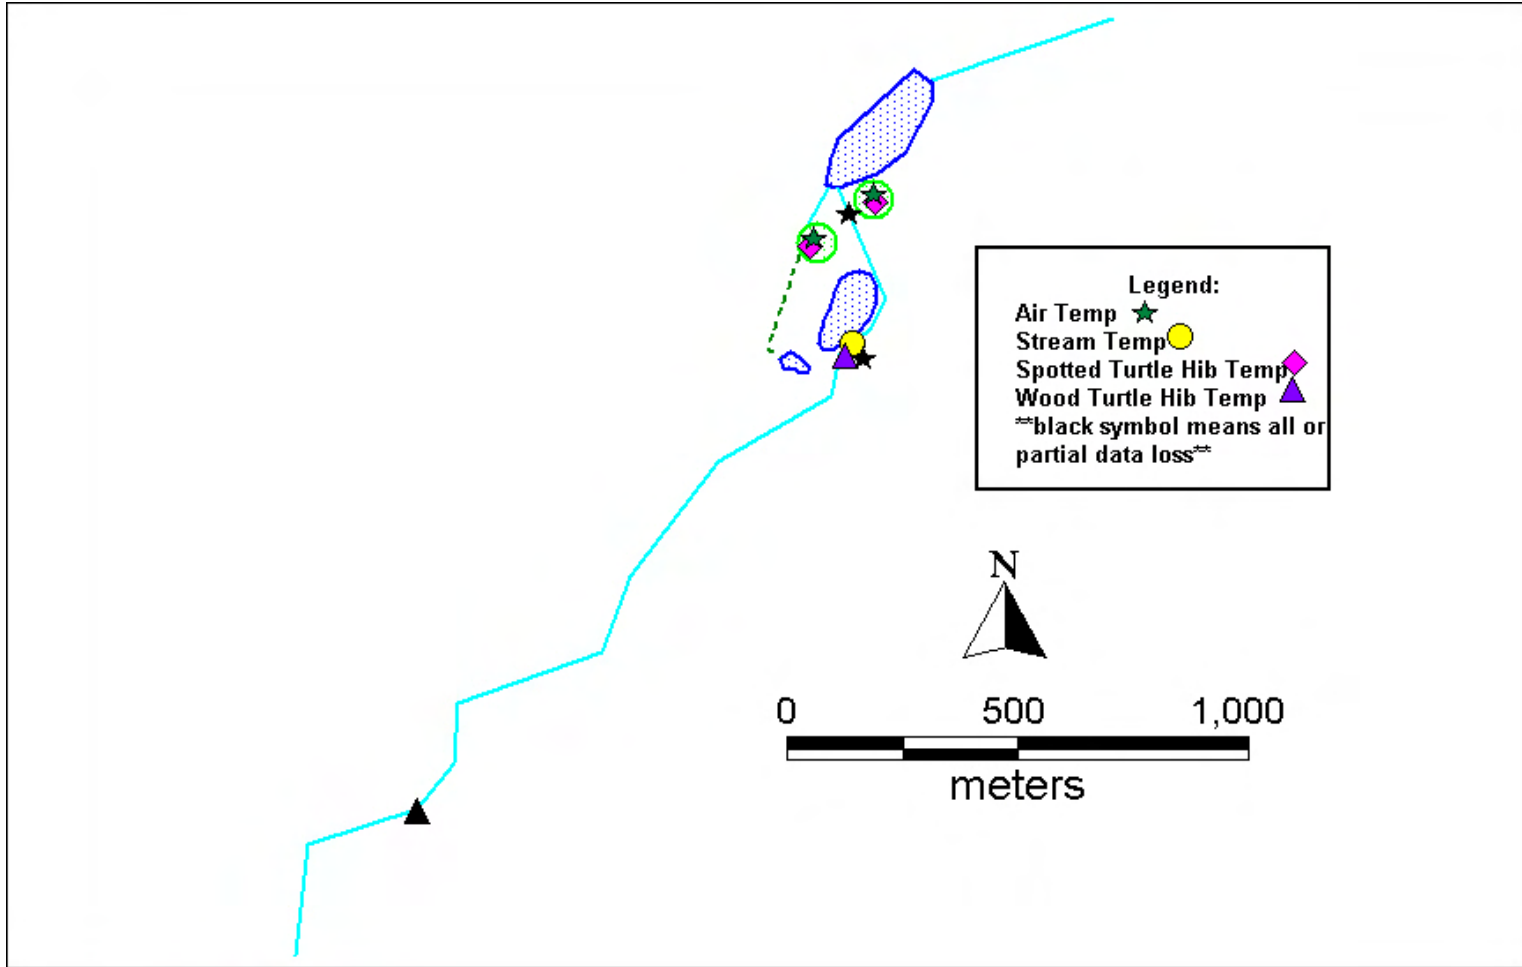 Legend:
Air Temp
Stream Temp
Spotted Turtle Hib Temp
Wood Turtle Hib Temp
**black symbol means all or
partial data loss**
N
0 500 1,000
meters